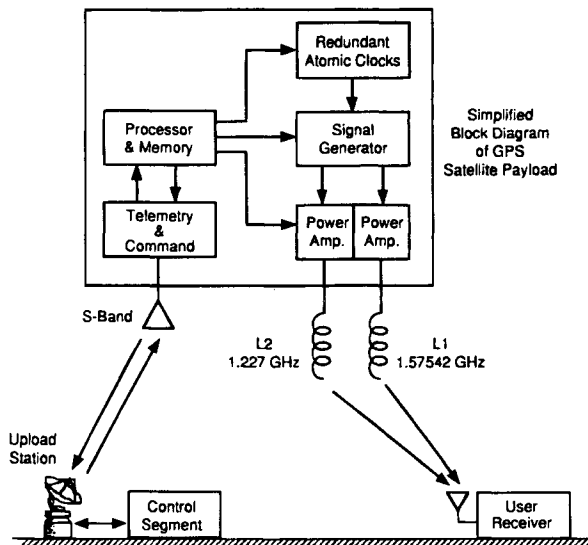 Redundant
Atomic Clocks
Processor
& Memory
Signal
Generator
Simplified
Block Diagram
of GPS
Satellite Payload
Telemetry
&
Command
Power
Amp.
Power
Amp.
S-Band
L2
1.227 GHz
L1
1.57542 GHz
Upload
Station
Control
Segment
User
Receiver